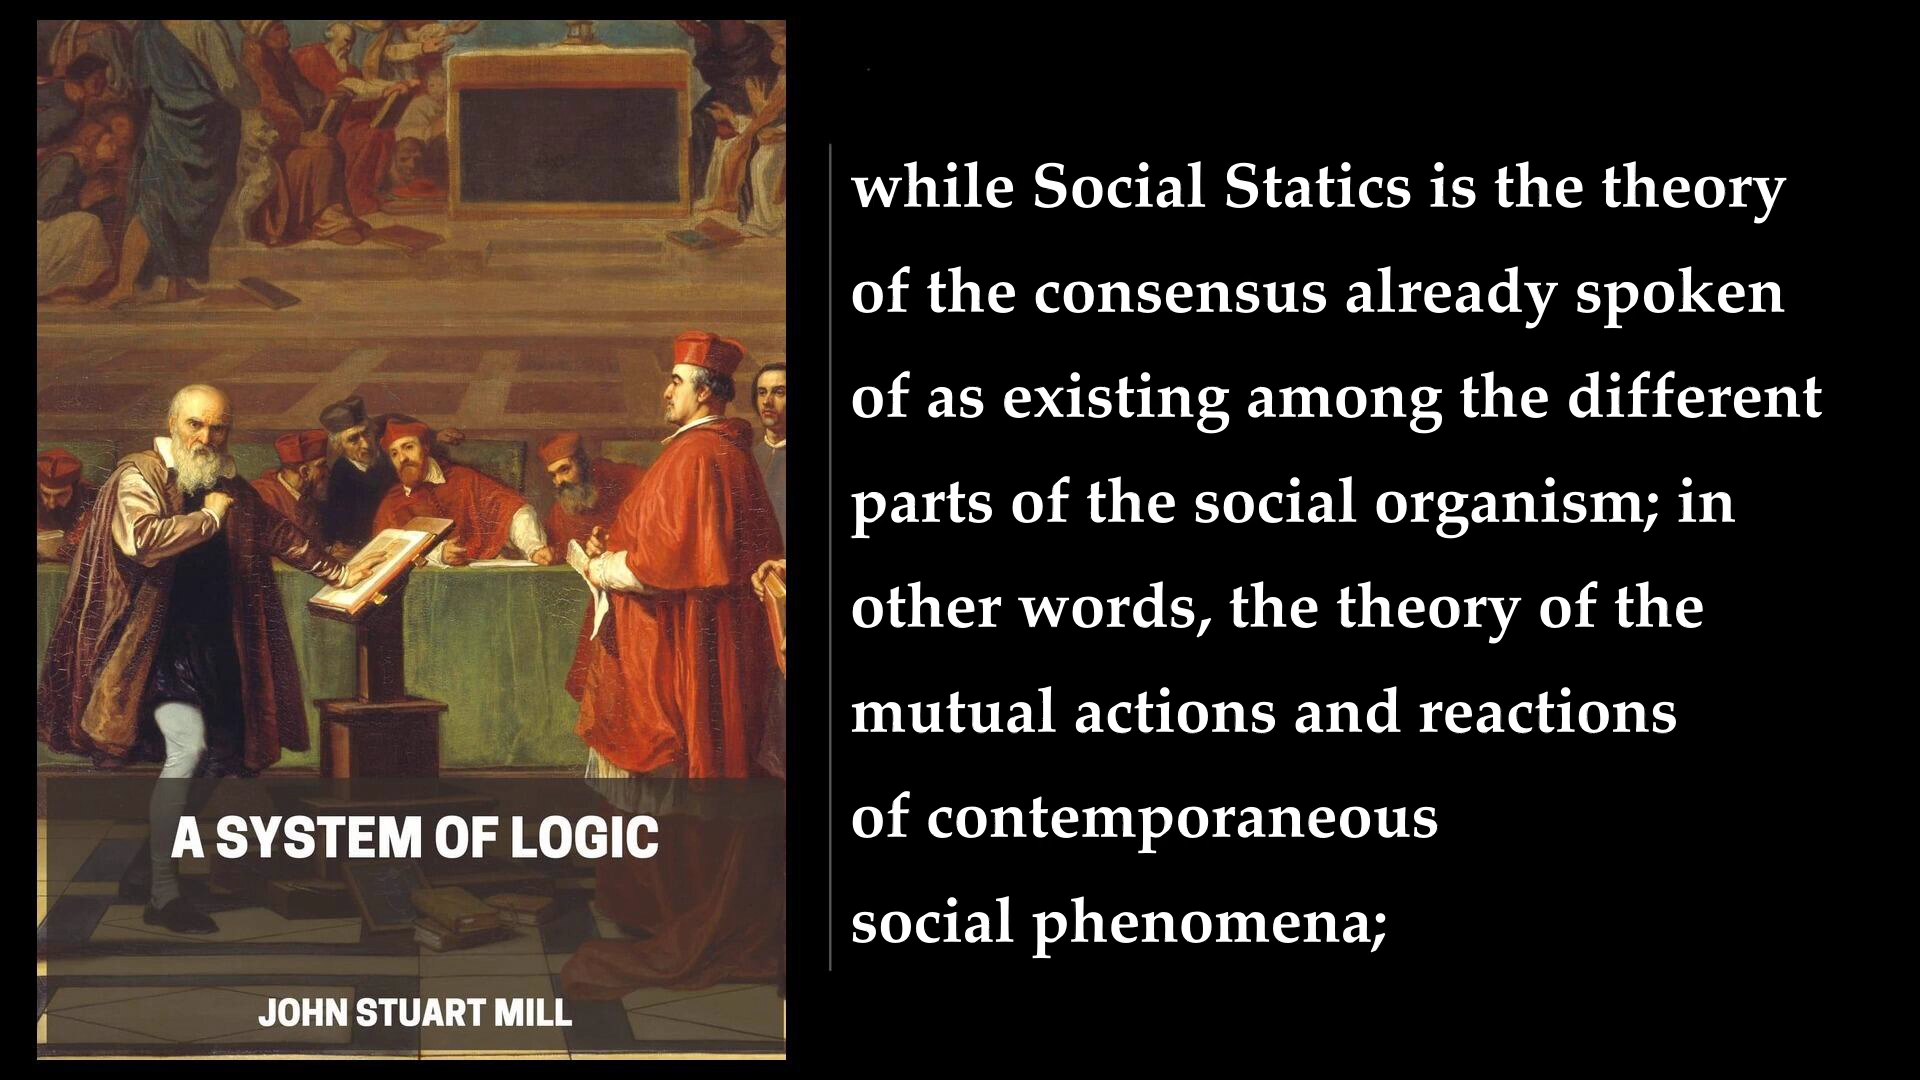 A SYSTEM OF LOGIC
JOHN STUART MILL
while Social Statics is the theory
of the consensus already spoken
of as existing among the different
parts of the social organism; in
other words, the theory of the
mutual actions and reactions
of contemporaneous
social phenomena;